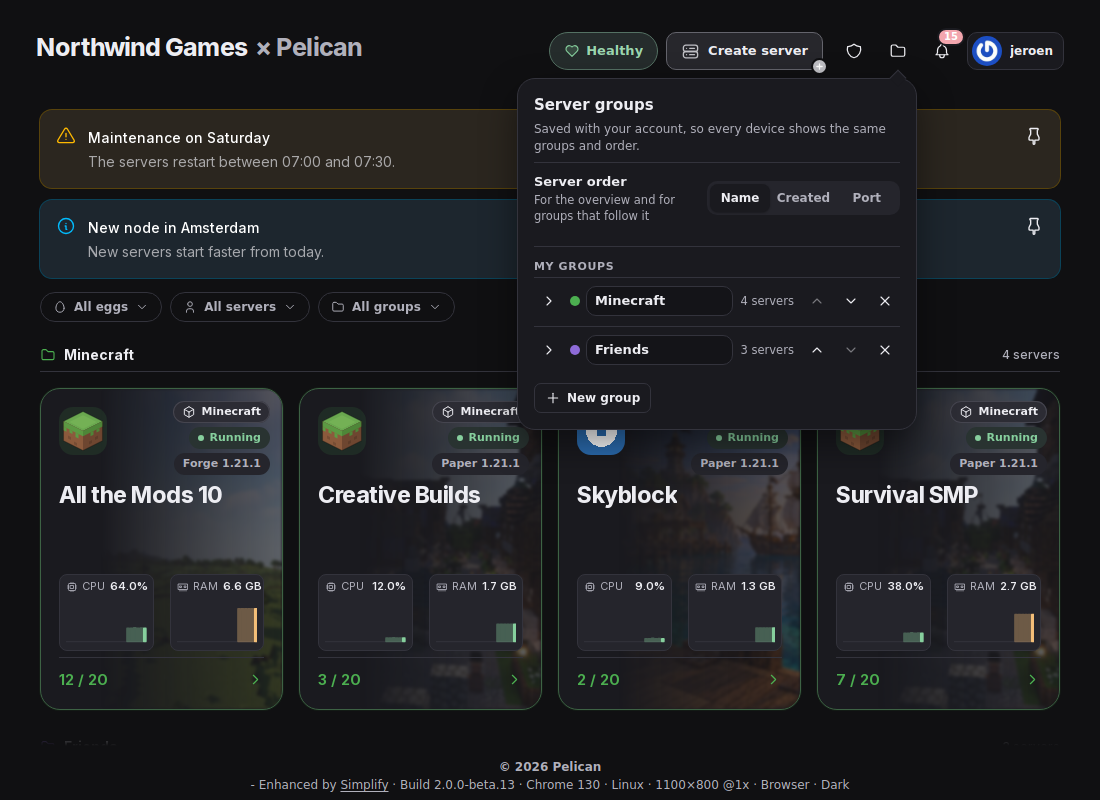 Northwind Games × Pelican
Healthy
Create server
15
jeroen
Maintenance on Saturday
The servers restart between 07:00 and 07:30.
New node in Amsterdam
New servers start faster from today.
Server groups
Saved with your account, so every device shows the same
groups and order.
Server order
For the overview and for
groups that follow it
Name Created Port
MY GROUPS
Minecraft 4 servers
Friends 3 servers
New group
All eggs All servers All groups
Minecraft 4 servers
Minecraft
Running
Forge 1.21.1
All the Mods 10
CPU 64.0% RAM 6.6 GB
12 / 20
Minecraft
Running
Paper 1.21.1
Creative Builds
CPU 12.0% RAM 1.7 GB
3 / 20
Running
Paper 1.21.1
Skyblock
CPU 9.0% RAM 1.3 GB
2 / 20
Minecraft
Running
Paper 1.21.1
Survival SMP
CPU 38.0% RAM 2.7 GB
7 / 20
Friends 3 servers
© 2026 Pelican
- Enhanced by Simplify · Build 2.0.0-beta.13 · Chrome 130 · Linux · 1100×800 @1x · Browser · Dark